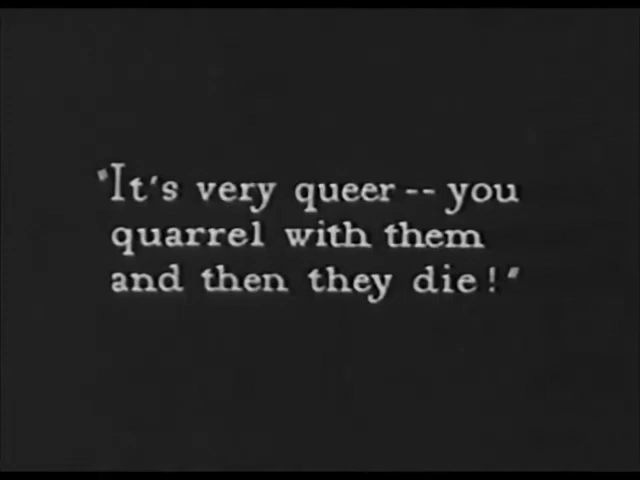 "It's very queer -- you
quarrel with them
and then they die!"